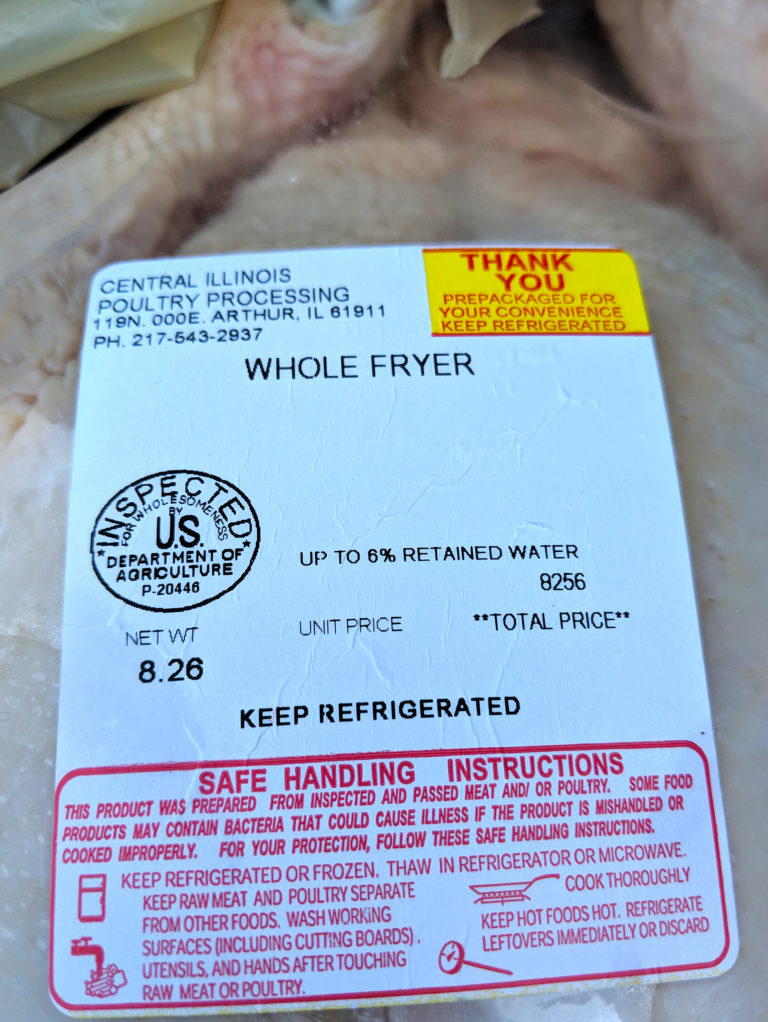 CENTRAL ILLINOIS
POULTRY PROCESSING
119N. 000E. ARTHUR, IL 61911
PH. 217-543-2937
THANK
YOU
PREPACKAGED FOR
YOUR CONVENIENCE
KEEP REFRIGERATED
WHOLE FRYER
*INSPECTED*
FOR WHOLESOMENESS
BY
U.S.
DEPARTMENT OF
AGRICULTURE
P-20446
UP TO 6% RETAINED WATER
8256
NET WT
UNIT PRICE
**TOTAL PRICE**
8.26
KEEP REFRIGERATED
SAFE HANDLING INSTRUCTIONS
THIS PRODUCT WAS PREPARED FROM INSPECTED AND PASSED MEAT AND/ OR POULTRY. SOME FOOD
PRODUCTS MAY CONTAIN BACTERIA THAT COULD CAUSE ILLNESS IF THE PRODUCT IS MISHANDLED OR
COOKED IMPROPERLY. FOR YOUR PROTECTION, FOLLOW THESE SAFE HANDLING INSTRUCTIONS.
KEEP REFRIGERATED OR FROZEN. THAW IN REFRIGERATOR OR MICROWAVE.
KEEP RAW MEAT AND POULTRY SEPARATE
FROM OTHER FOODS. WASH WORKING
SURFACES (INCLUDING CUTTING BOARDS),
UTENSILS, AND HANDS AFTER TOUCHING
RAW MEAT OR POULTRY.
COOK THOROUGHLY
KEEP HOT FOODS HOT. REFRIGERATE
LEFTOVERS IMMEDIATELY OR DISCARD